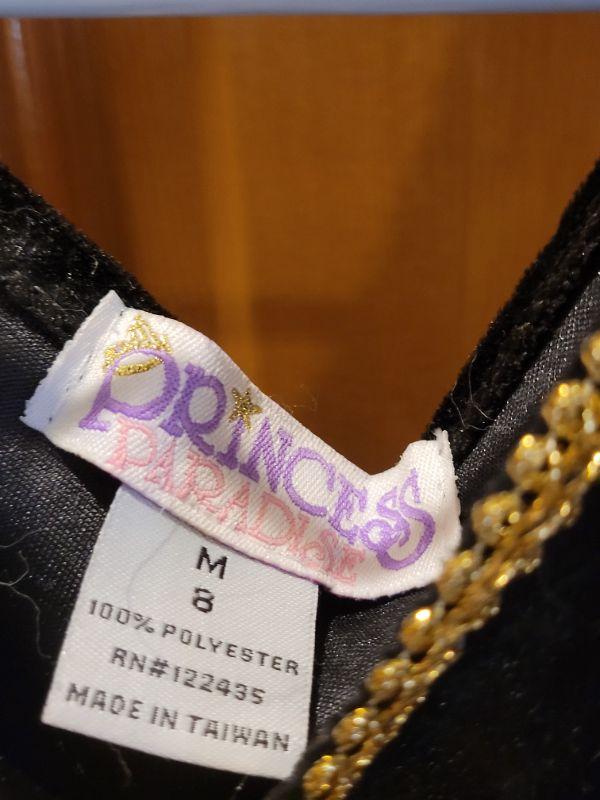 PRINCESS
PARADISE
M
8
100% POLYESTER
RN#122435
MADE IN TAIWAN